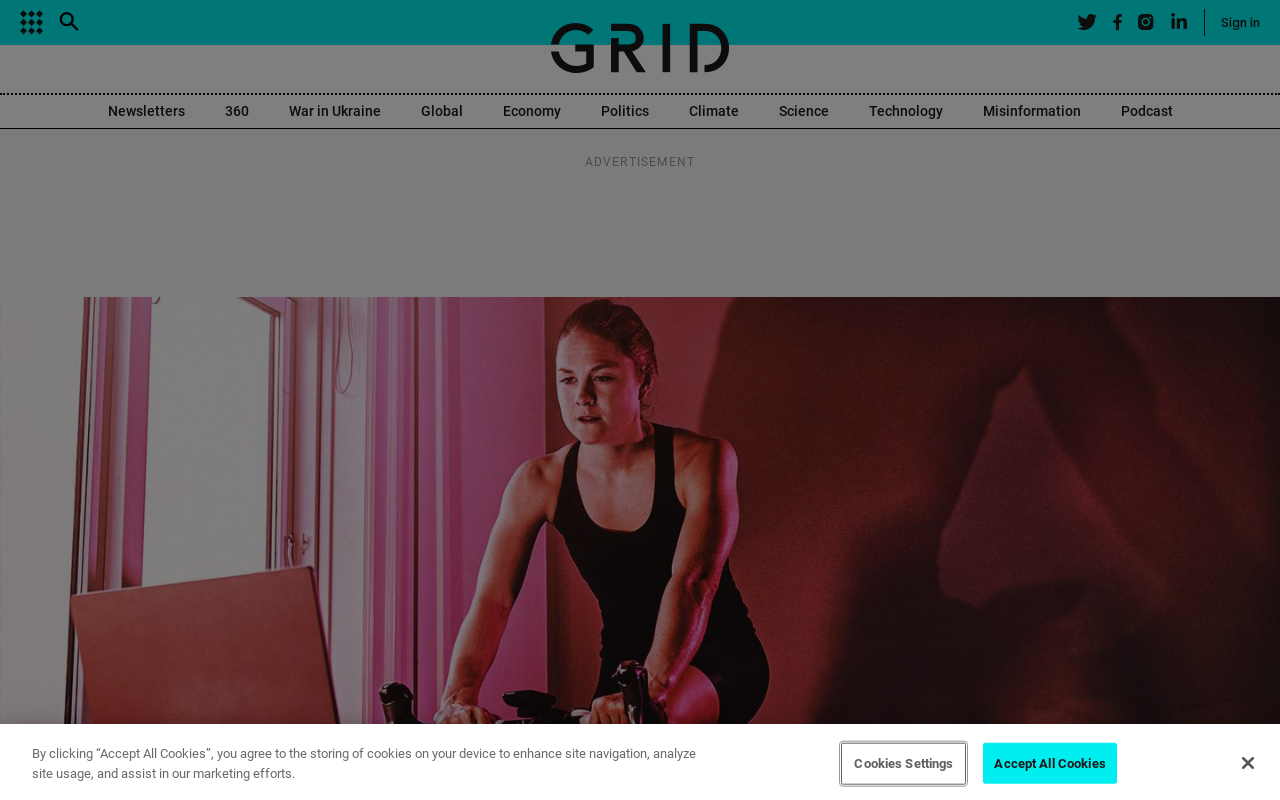 Sign in
GRID
Newsletters 360 War in Ukraine Global Economy Politics Climate Science Technology Misinformation Podcast
ADVERTISEMENT
By clicking “Accept All Cookies”, you agree to the storing of cookies on your device to enhance site navigation, analyze
site usage, and assist in our marketing efforts.
Cookies Settings
Accept All Cookies